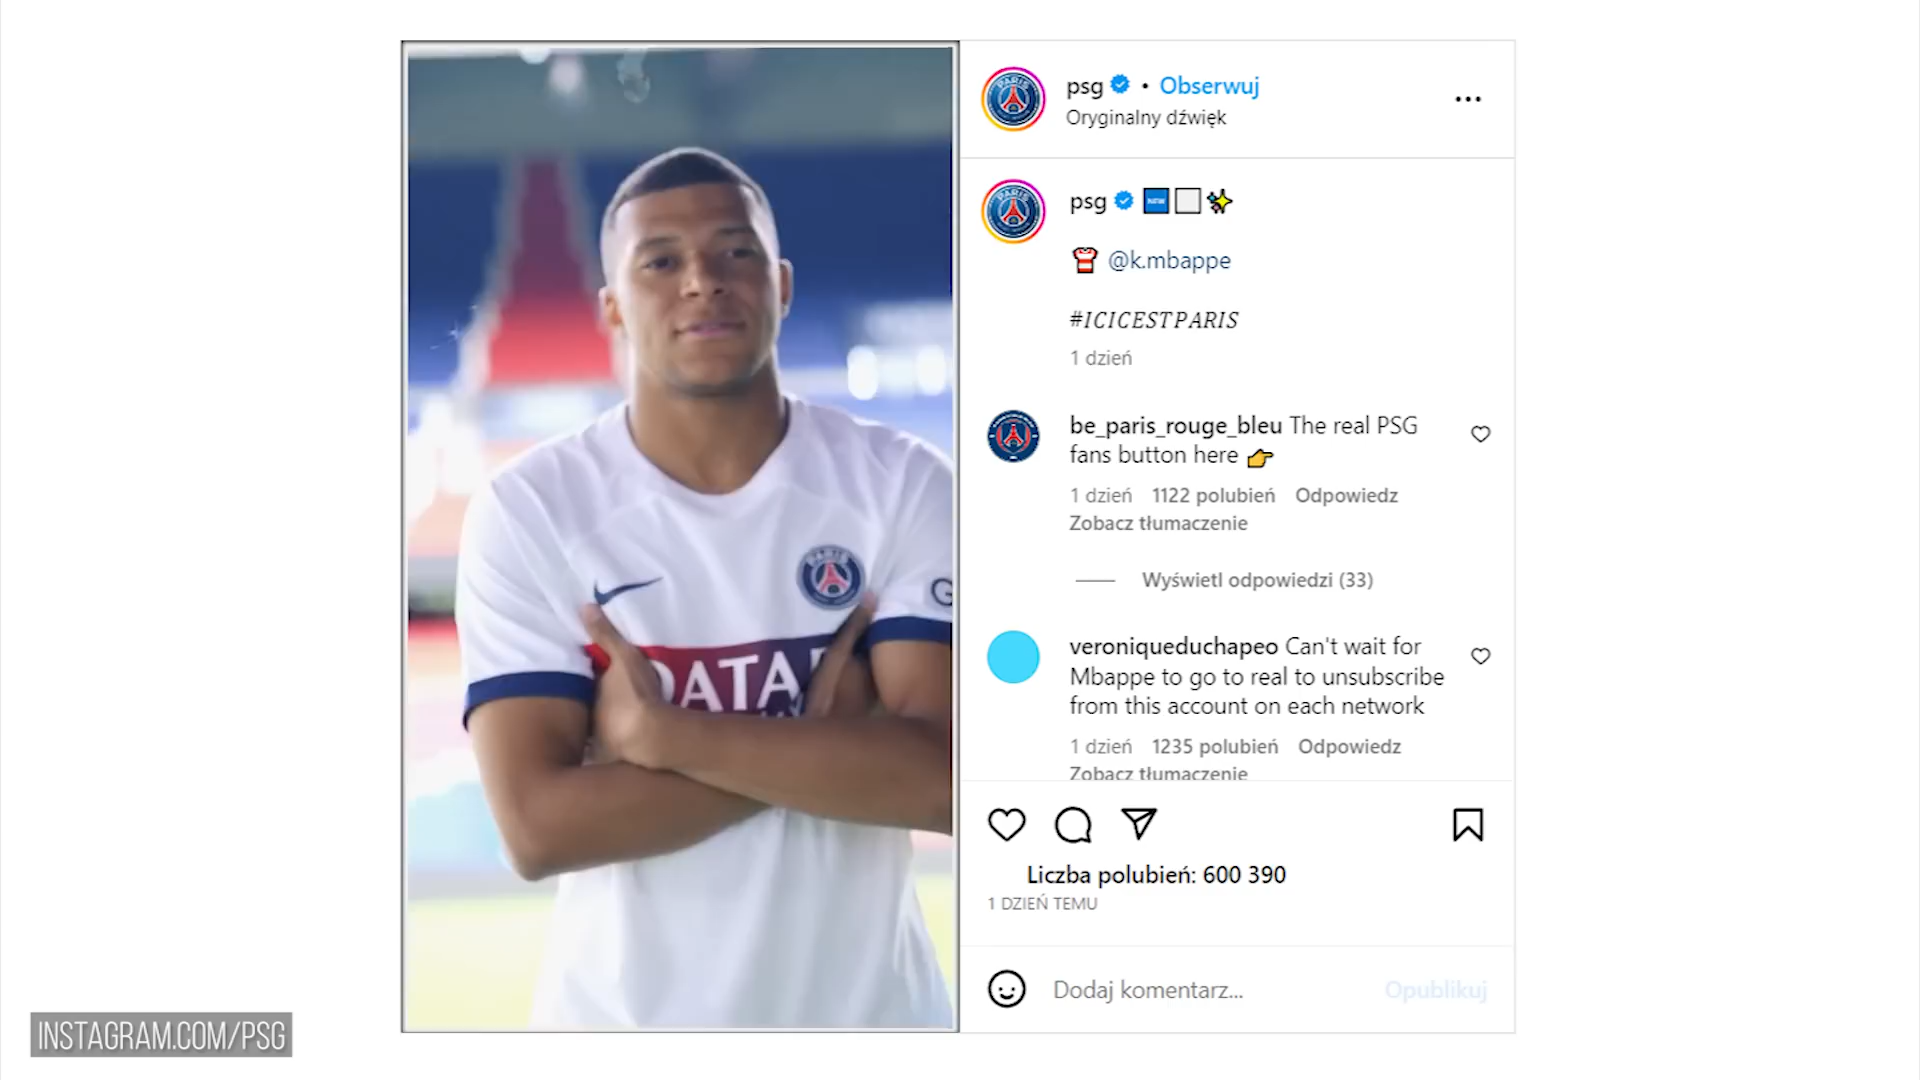 psg • Obserwuj
Oryginalny dźwięk
psg 🆕⬜✨
@k.mbappe
#ICICESTPARIS
1 dzień
be_paris_rouge_bleu The real PSG
fans button here 👉
1 dzień 1122 polubień Odpowiedz
Zobacz tłumaczenie
Wyświetl odpowiedzi (33)
veroniqueduchapeo Can't wait for
Mbappe to go to real to unsubscribe
from this account on each network
1 dzień 1235 polubień Odpowiedz
Zobacz tłumaczenie
Liczba polubień: 600 390
1 DZIEŃ TEMU
Dodaj komentarz...
Opublikuj
PARIS
INSTAGRAM.COM/PSG